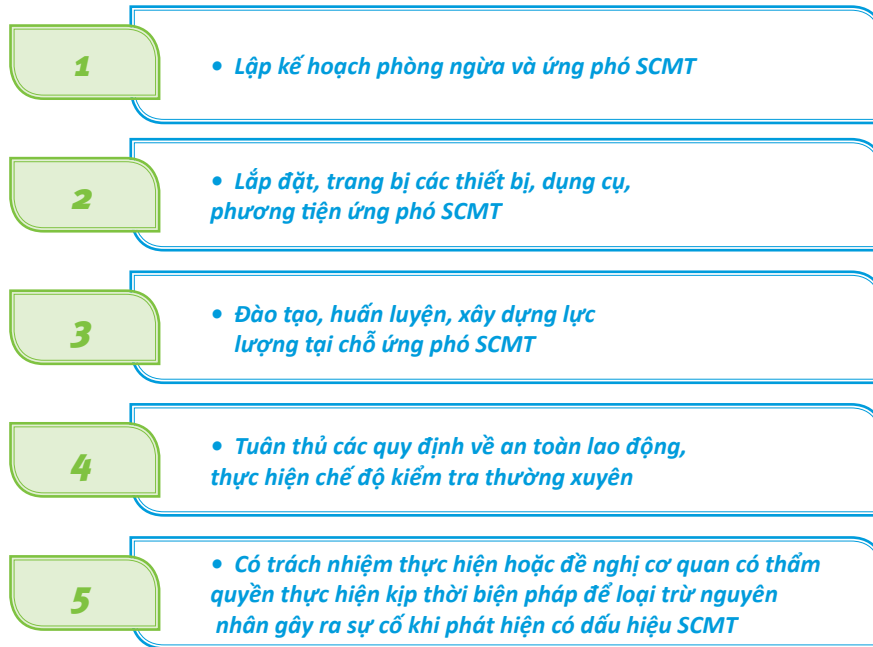 1
• Lập kế hoạch phòng ngừa và ứng phó SCMT
2
• Lắp đặt, trang bị các thiết bị, dụng cụ,
phương tiện ứng phó SCMT
3
• Đào tạo, huấn luyện, xây dựng lực
lượng tại chỗ ứng phó SCMT
4
• Tuân thủ các quy định về an toàn lao động,
thực hiện chế độ kiểm tra thường xuyên
5
• Có trách nhiệm thực hiện hoặc đề nghị cơ quan có thẩm
quyền thực hiện kịp thời biện pháp để loại trừ nguyên
nhân gây ra sự cố khi phát hiện có dấu hiệu SCMT